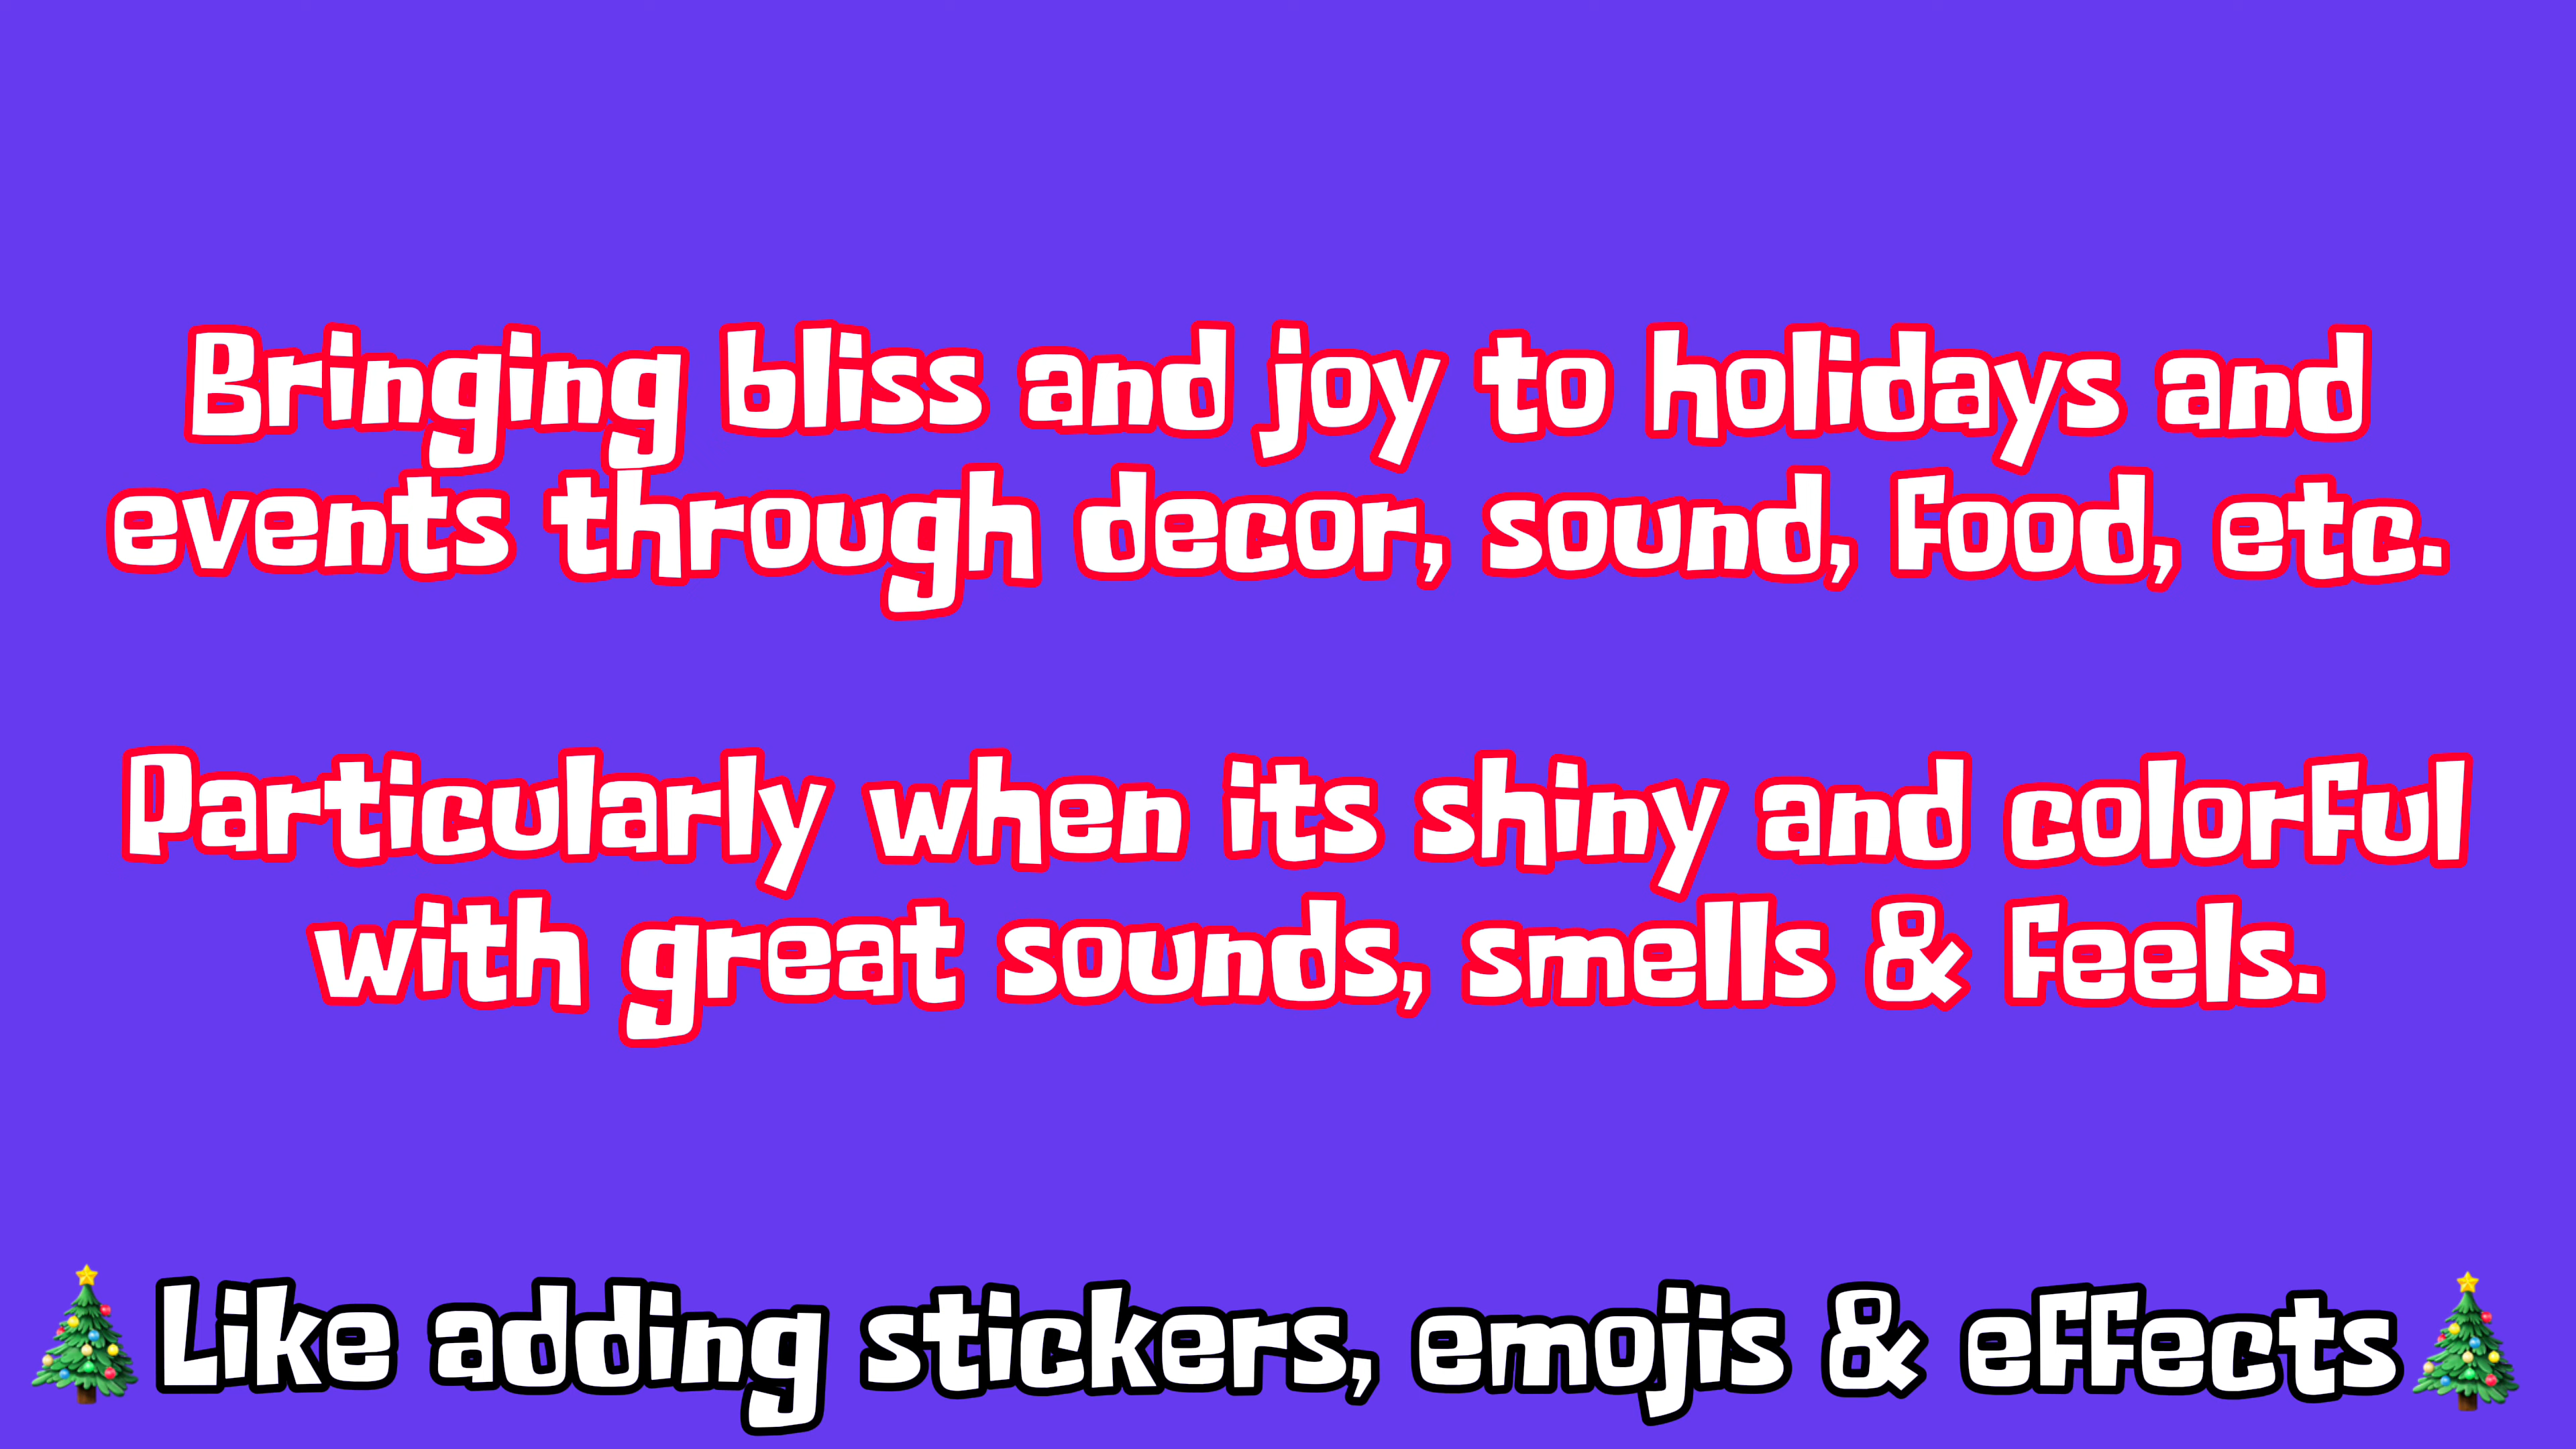 Bringing bliss and joy to holidays and
events through decor, sound, food, etc.
Particularly when its shiny and colorful
with great sounds, smells & feels.
🎄Like adding stickers, emojis & effects🎄